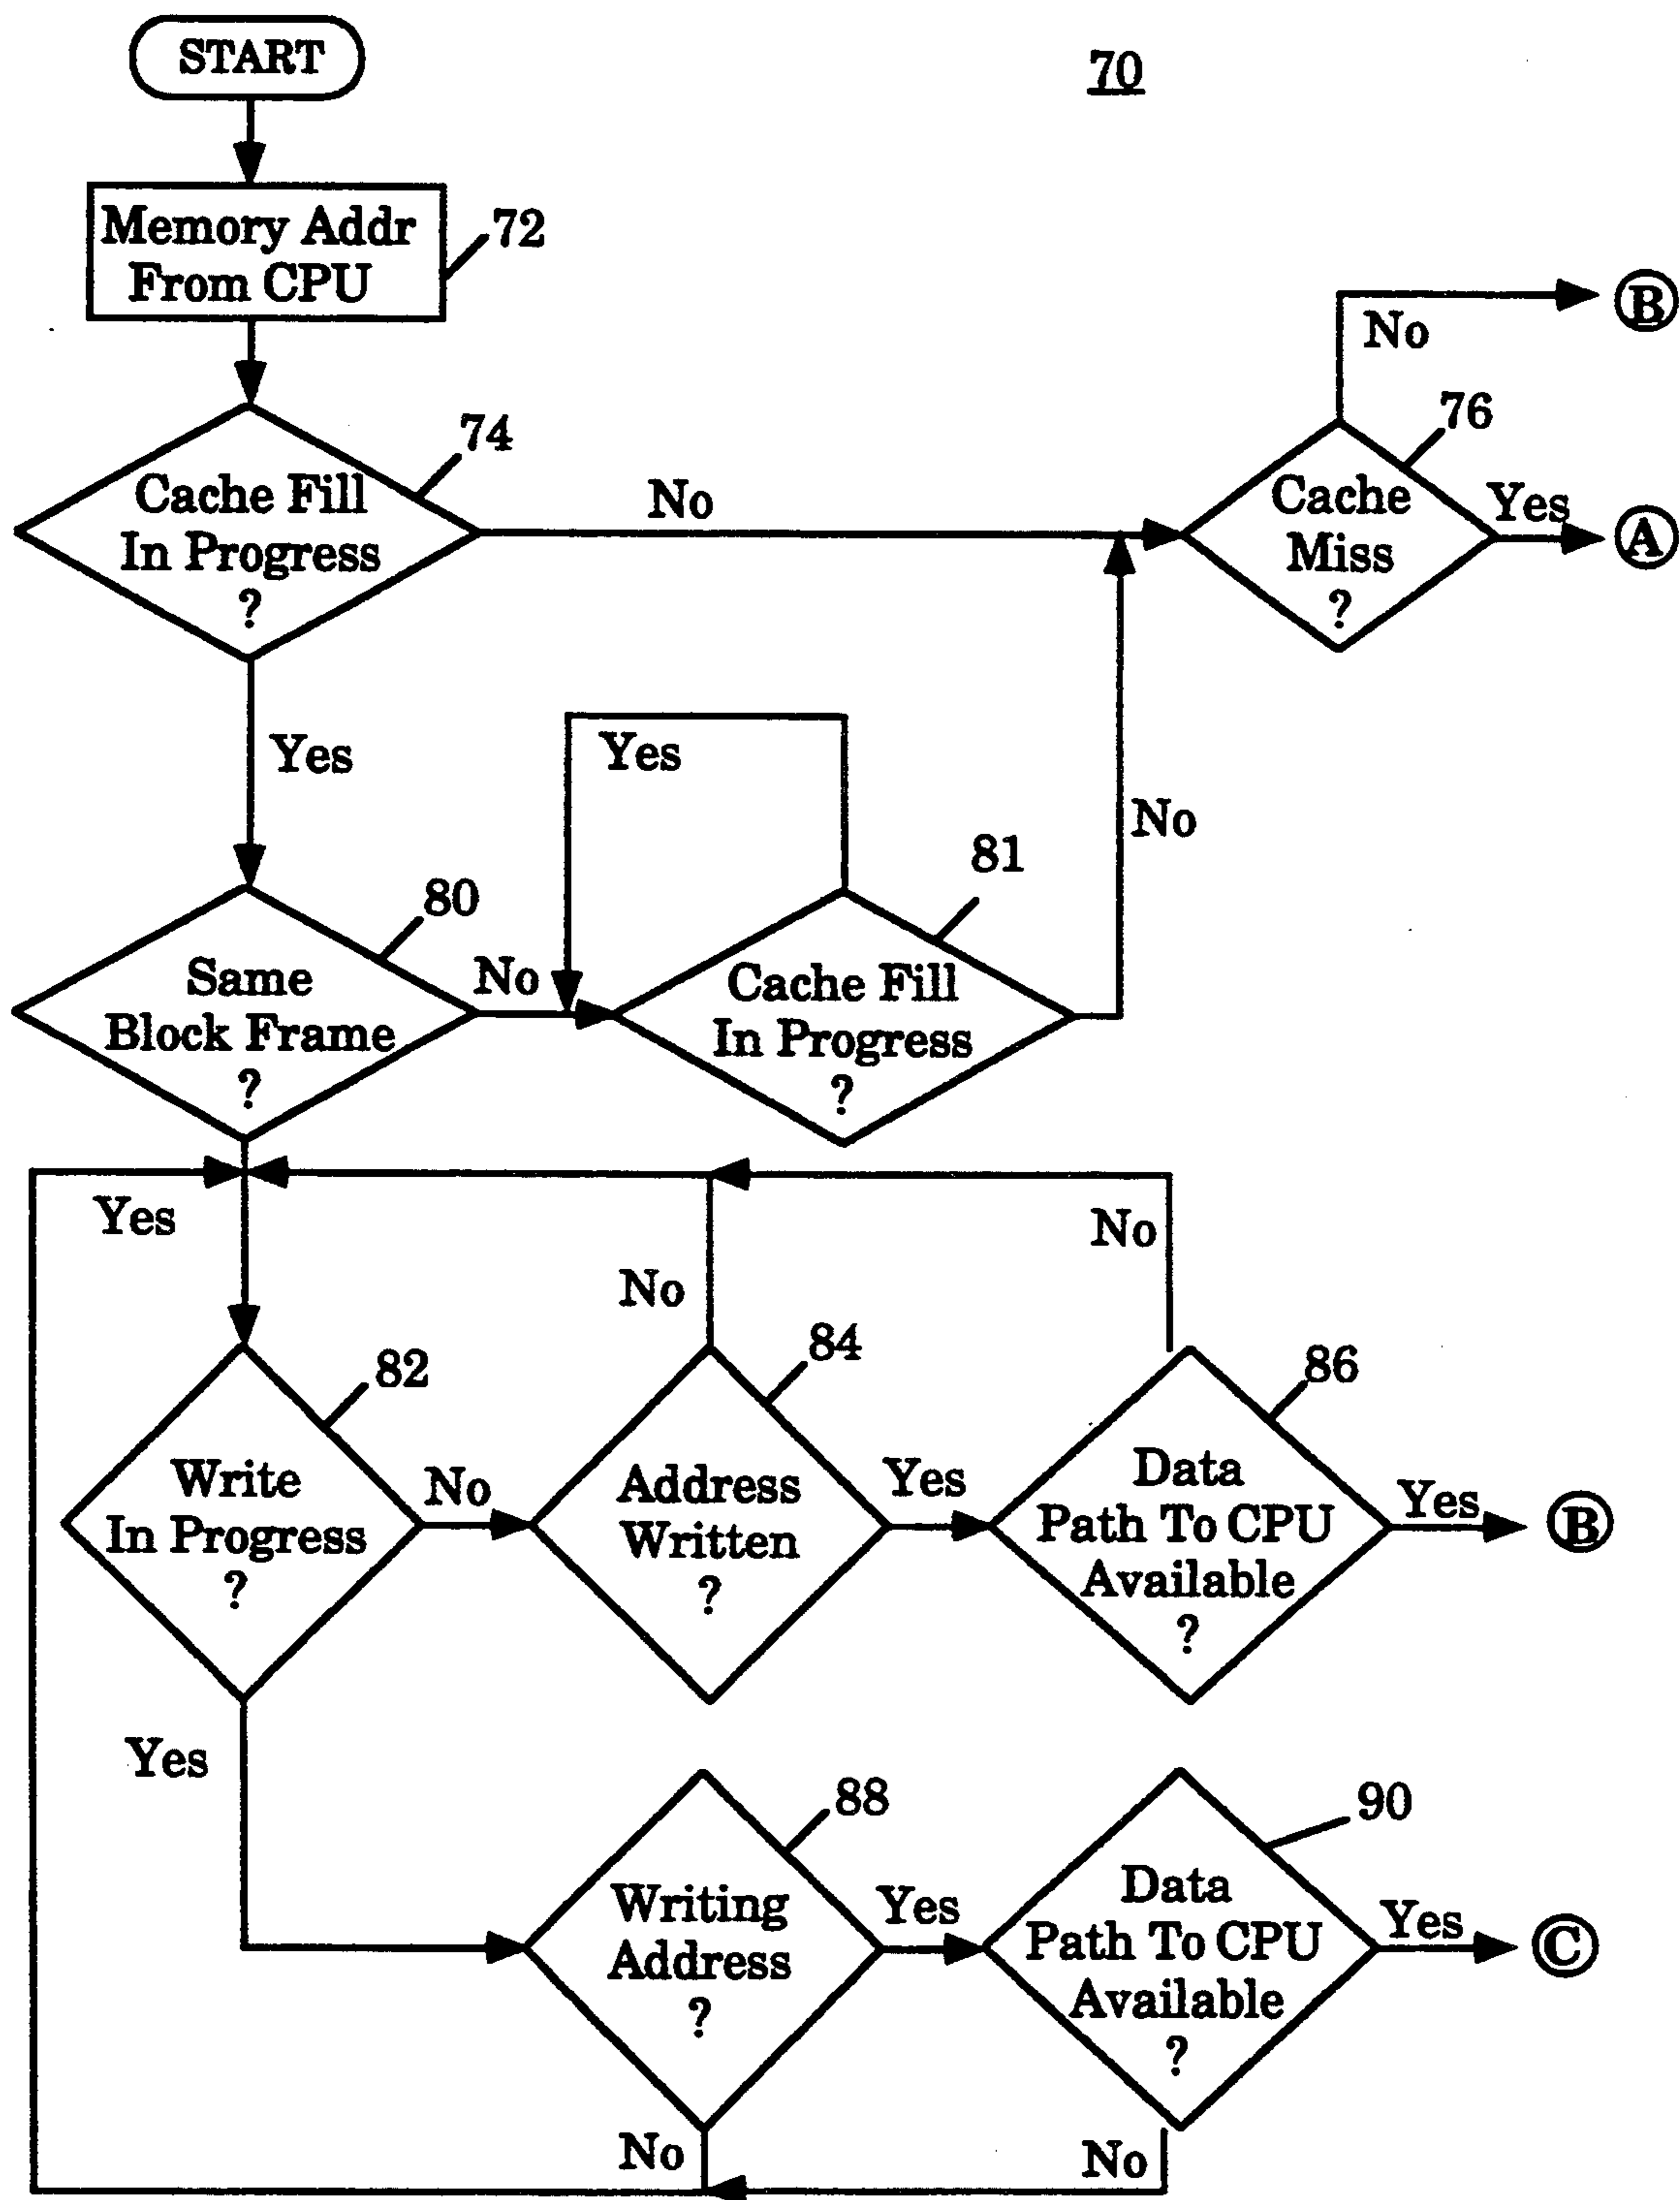 START
70
Memory Addr
From CPU
72
B
No
74
76
Cache Fill
In Progress
?
No
Cache
Miss
?
Yes
A
Yes
Yes
No
80
81
Same
Block Frame
?
No
Cache Fill
In Progress
?
Yes
No
No
82
84
86
Write
In Progress
?
No
Address
Written
?
Yes
Data
Path To CPU
Available
?
Yes
B
Yes
88
90
Writing
Address
?
Yes
Data
Path To CPU
Available
?
Yes
C
No
No